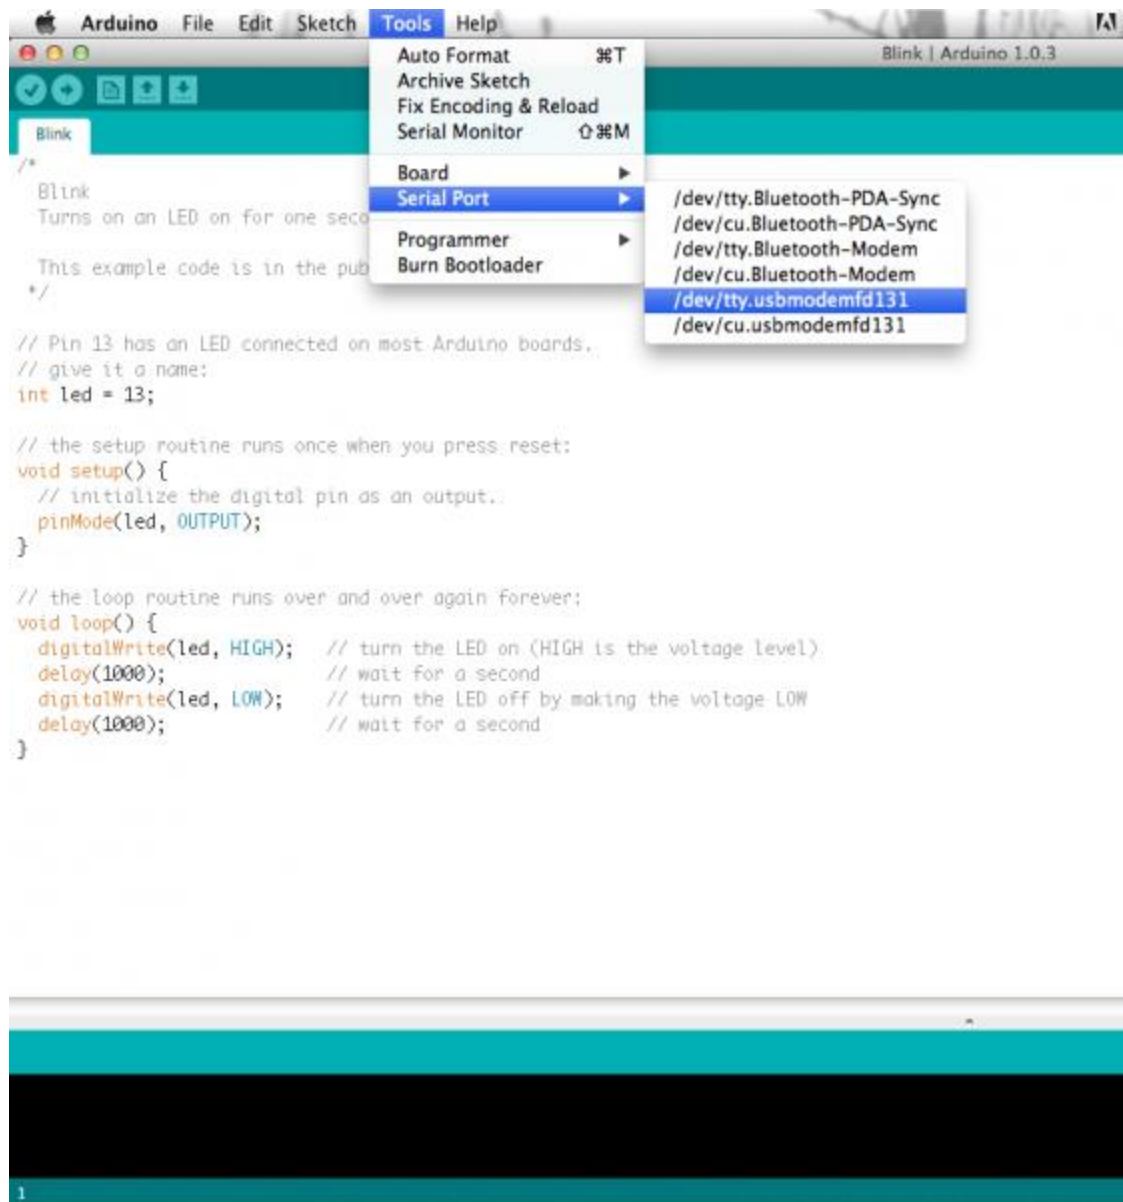 Arduino File Edit Sketch Tools Help
Blink | Arduino 1.0.3
Auto Format ⌘T
Archive Sketch
Fix Encoding & Reload
Serial Monitor ⇧⌘M
Board
Serial Port
Programmer
Burn Bootloader
/dev/tty.Bluetooth-PDA-Sync
/dev/cu.Bluetooth-PDA-Sync
/dev/tty.Bluetooth-Modem
/dev/cu.Bluetooth-Modem
/dev/tty.usbmodemfd131
/dev/cu.usbmodemfd131
Blink
/*
Blink
Turns on an LED on for one seco
This example code is in the pub
*/
// Pin 13 has an LED connected on most Arduino boards.
// give it a name:
int led = 13;
// the setup routine runs once when you press reset:
void setup() {
// initialize the digital pin as an output.
pinMode(led, OUTPUT);
}
// the loop routine runs over and over again forever:
void loop() {
digitalWrite(led, HIGH); // turn the LED on (HIGH is the voltage level)
delay(1000); // wait for a second
digitalWrite(led, LOW); // turn the LED off by making the voltage LOW
delay(1000); // wait for a second
}
1